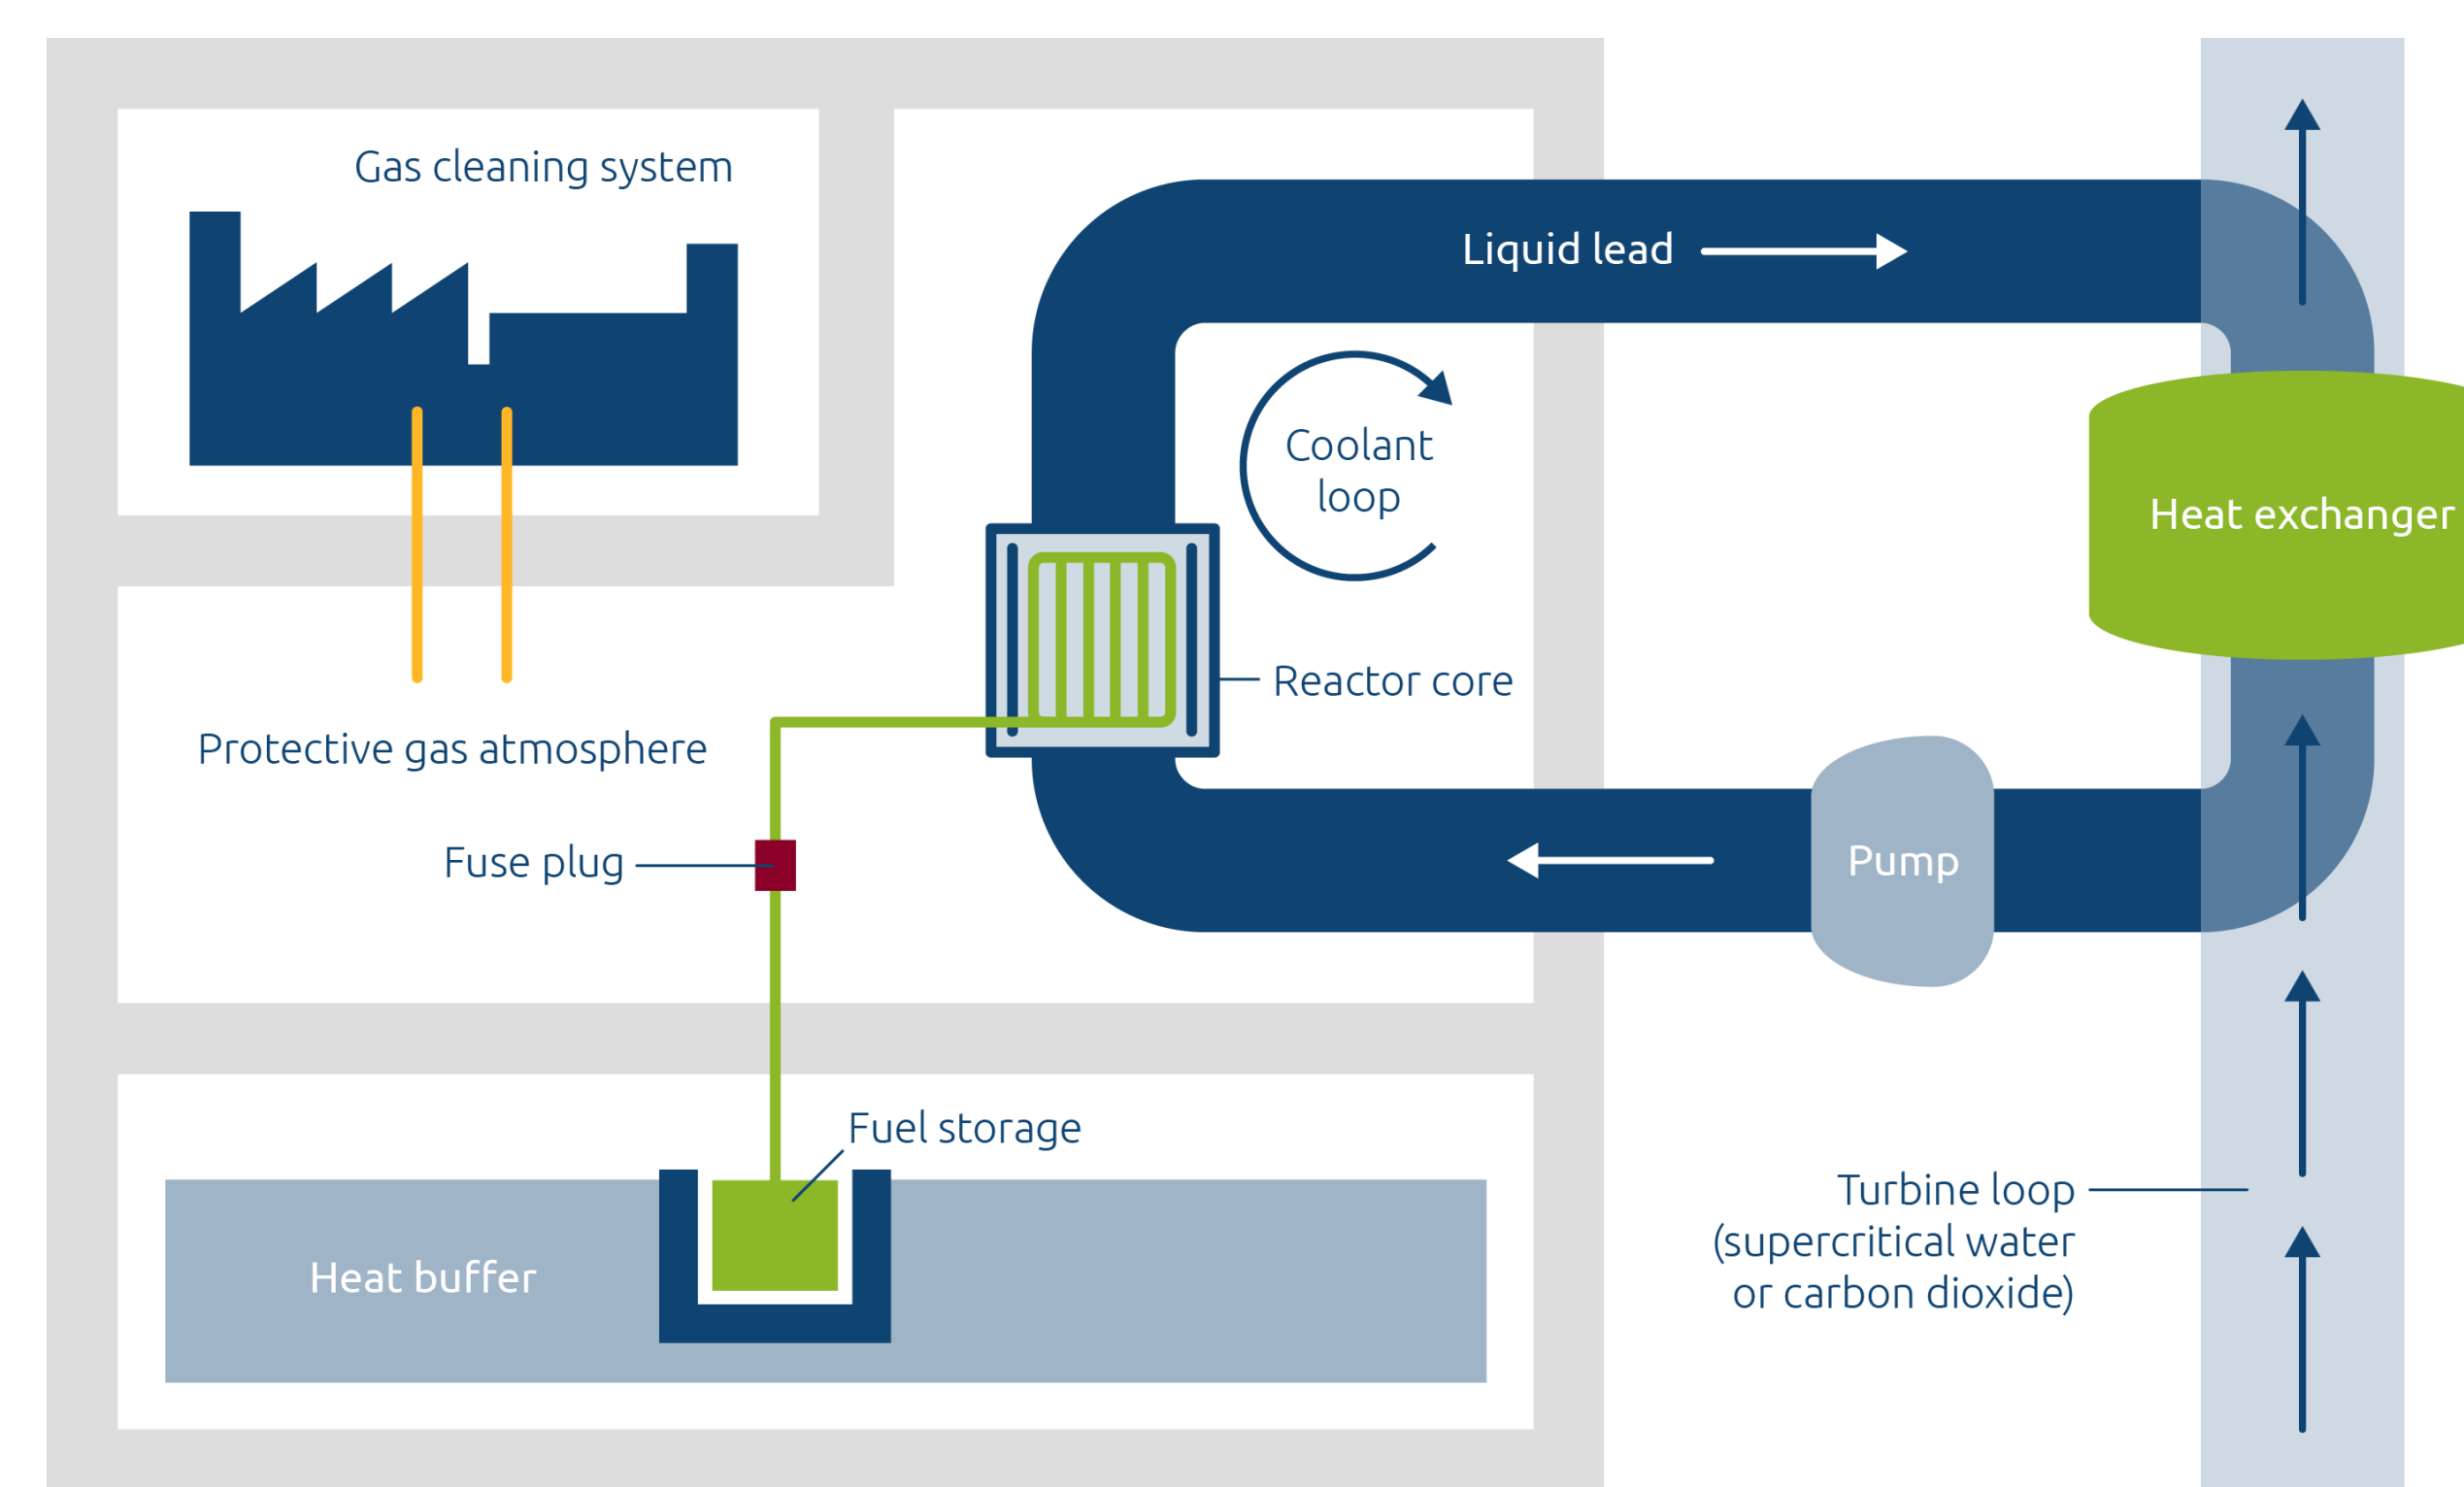 Gas cleaning system
Liquid lead
Coolant
loop
Heat exchanger
Reactor core
Protective gas atmosphere
Fuse plug
Pump
Fuel storage
Turbine loop
(supercritical water
or carbon dioxide)
Heat buffer